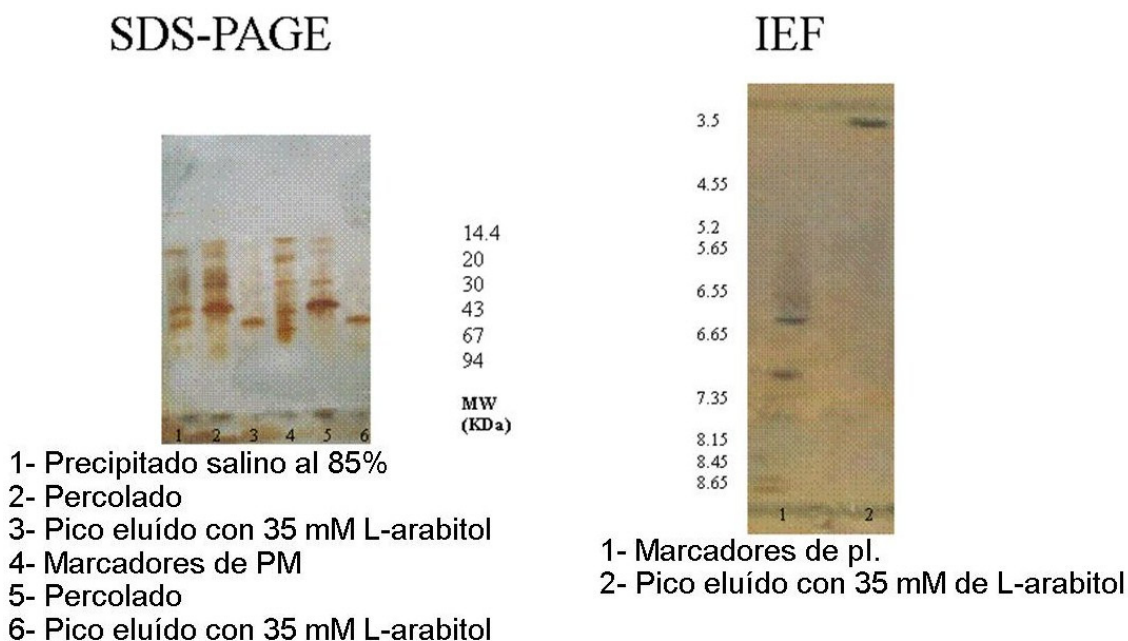 SDS-PAGE
14.4
20
30
43
67
94
MW
(KDa)
1 2 3 4 5 6
1- Precipitado salino al 85%
2- Percolado
3- Pico eluído con 35 mM L-arabitol
4- Marcadores de PM
5- Percolado
6- Pico eluído con 35 mM L-arabitol
IEF
3.5
4.55
5.2
5.65
6.55
6.65
7.35
8.15
8.45
8.65
1 2
1- Marcadores de pI.
2- Pico eluído con 35 mM de L-arabitol